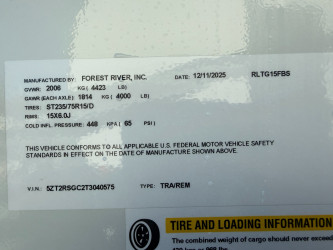 MANUFACTURED BY: FOREST RIVER, INC. DATE: 12/11/2025 RLTG15FBS
GVWR: 2006 KG ( 4423 LB)
GAWR (EACH AXLE) 1814 KG ( 4000 LB)
TIRES: ST235/75R15/D
RIMS: 15X6.0J
COLD INFL. PRESSURE: 448 KPA ( 65 PSI )
THIS VEHICLE CONFORMS TO ALL APPLICABLE U.S. FEDERAL MOTOR VEHICLE SAFETY
STANDARDS IN EFFECT ON THE DATE OF MANUFACTURE SHOWN ABOVE.
V.I.N.: 5ZT2RSGC2T3040575 TYPE: TRA/REM
TIRE AND LOADING INFORMATION
The combined weight of cargo should never exceed